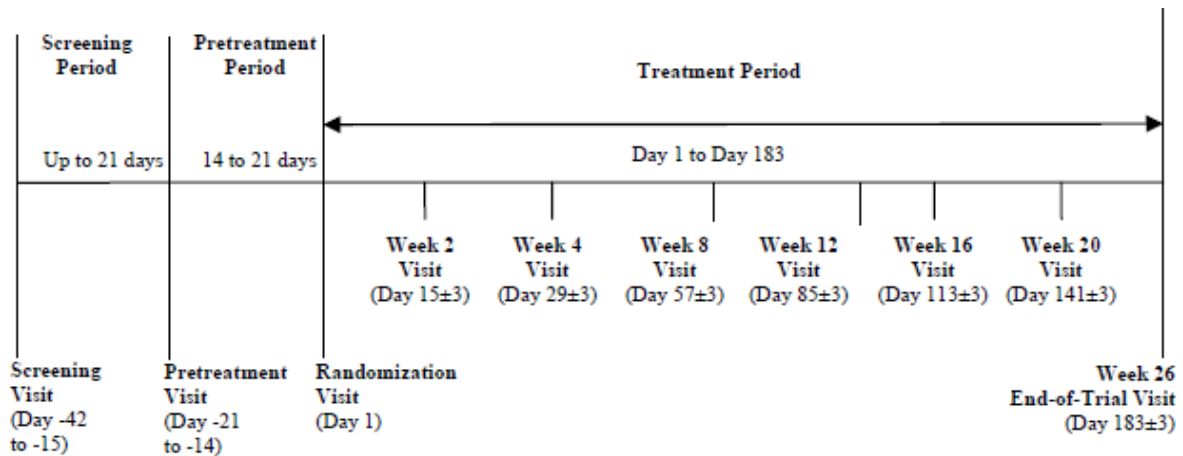 Screening
Period
Pretreatment
Period
Treatment Period
Up to 21 days
14 to 21 days
Day 1 to Day 183
Week 2
Visit
(Day 15±3)
Week 4
Visit
(Day 29±3)
Week 8
Visit
(Day 57±3)
Week 12
Visit
(Day 85±3)
Week 16
Visit
(Day 113±3)
Week 20
Visit
(Day 141±3)
Screening
Visit
(Day -42
to -15)
Pretreatment
Visit
(Day -21
to -14)
Randomization
Visit
(Day 1)
Week 26
End-of-Trial Visit
(Day 183±3)